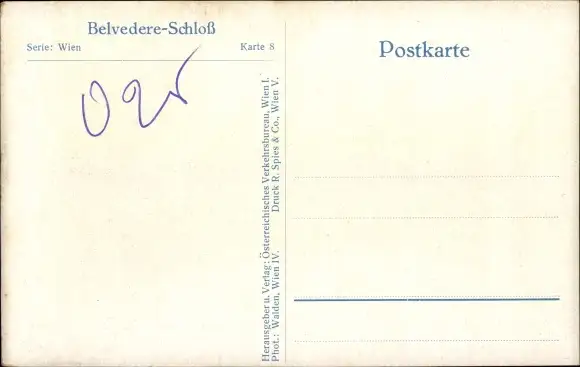 Belvedere-Schloß
Serie: Wien
Karte 8
Herausgeber u. Verlag: Österreichisches Verkehrsbureau, Wien I.
Phot.: Walden, Wien IV.
Druck R. Spies & Co., Wien V.
Postkarte